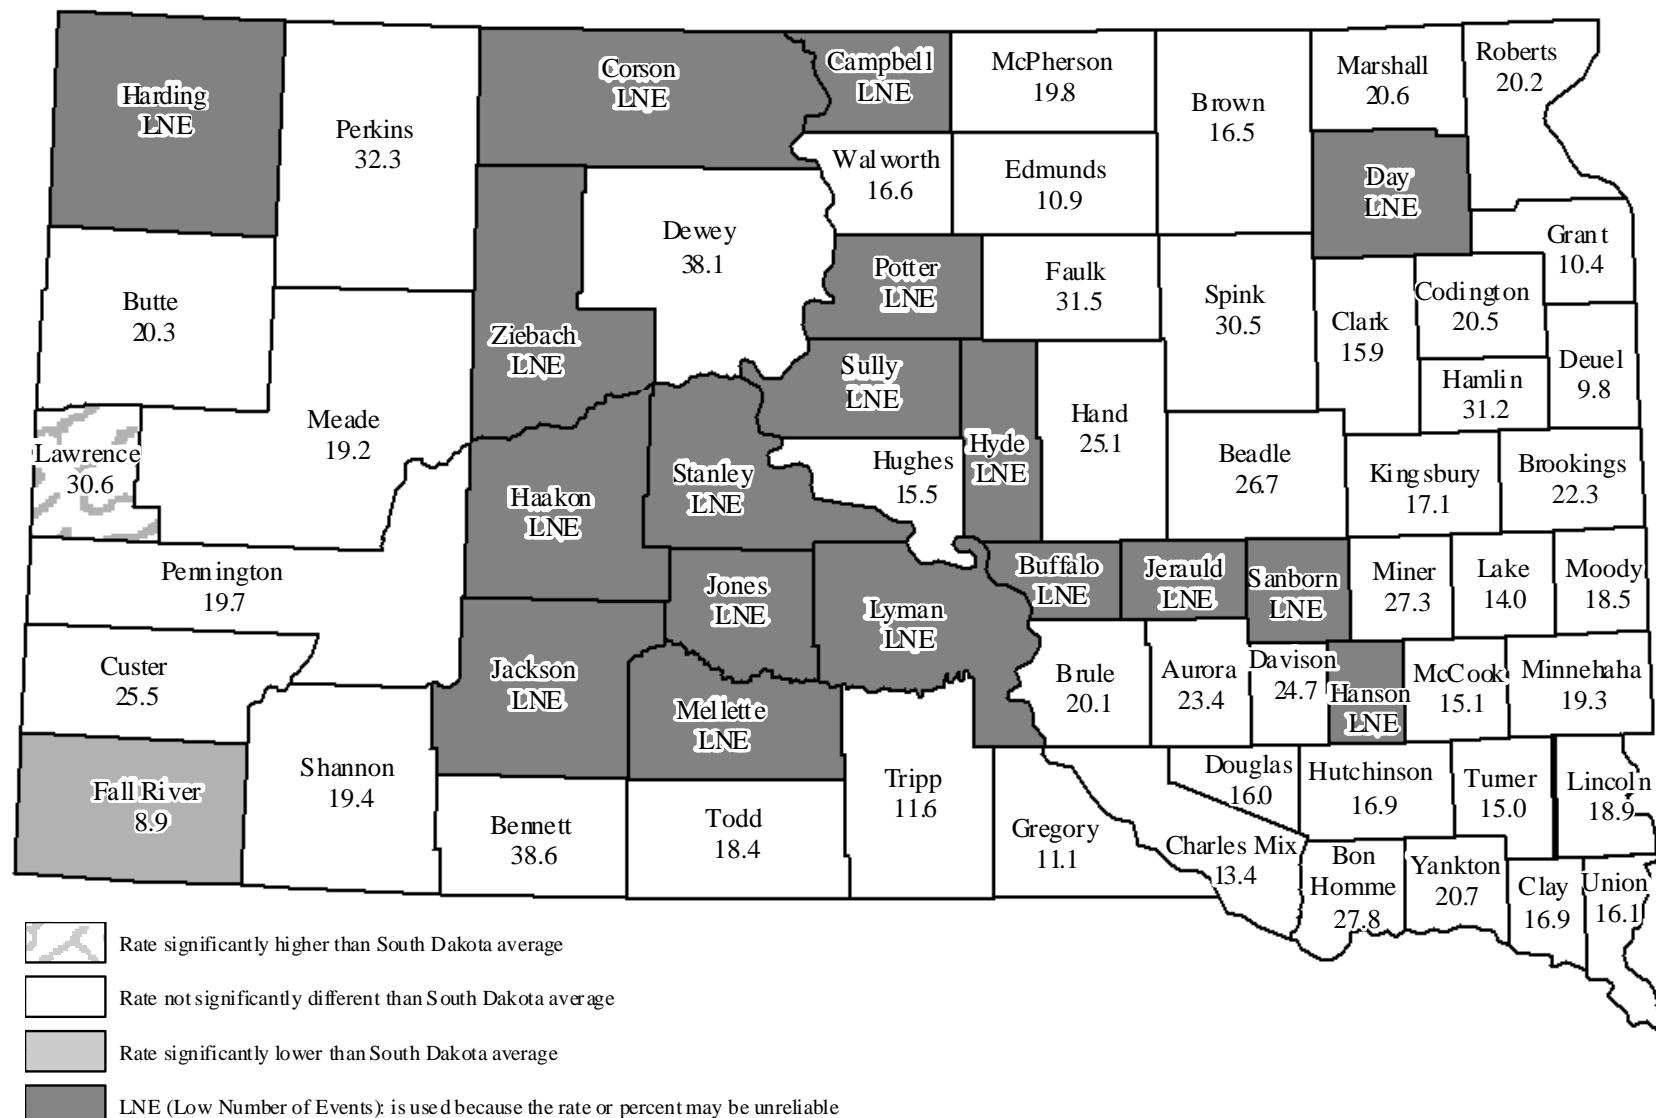 Harding
LNE
Perkins
32.3
Corson
LNE
Campbell
LNE
McPherson
19.8
Brown
16.5
Marshall
20.6
Roberts
20.2
Walworth
16.6
Edmunds
10.9
Day
LNE
Dewey
38.1
Grant
10.4
Butte
20.3
Ziebach
LNE
Potter
LNE
Faulk
31.5
Spink
30.5
Clark
15.9
Codington
20.5
Deuel
9.8
Hamlin
31.2
Sully
LNE
Meade
19.2
Hand
25.1
Hyde
LNE
Lawrence
30.6
Haakon
LNE
Stanley
LNE
Hughes
15.5
Beadle
26.7
Kingsbury
17.1
Brookings
22.3
Pennington
19.7
Jones
LNE
Lyman
LNE
Buffalo
LNE
Jerauld
LNE
Sanborn
LNE
Miner
27.3
Lake
14.0
Moody
18.5
Custer
25.5
Jackson
LNE
Mellette
LNE
Brule
20.1
Aurora
23.4
Davison
24.7
Hanson
LNE
McCook
15.1
Minnehaha
19.3
Fall River
8.9
Shannon
19.4
Bennett
38.6
Todd
18.4
Tripp
11.6
Gregory
11.1
Douglas
16.0
Charles Mix
13.4
Hutchinson
16.9
Turner
15.0
Lincoln
18.9
Bon
Homme
27.8
Yankton
20.7
Clay
16.9
Union
16.1
Rate significantly higher than South Dakota average
Rate not significantly different than South Dakota average
Rate significantly lower than South Dakota average
LNE (Low Number of Events): is used because the rate or percent may be unreliable